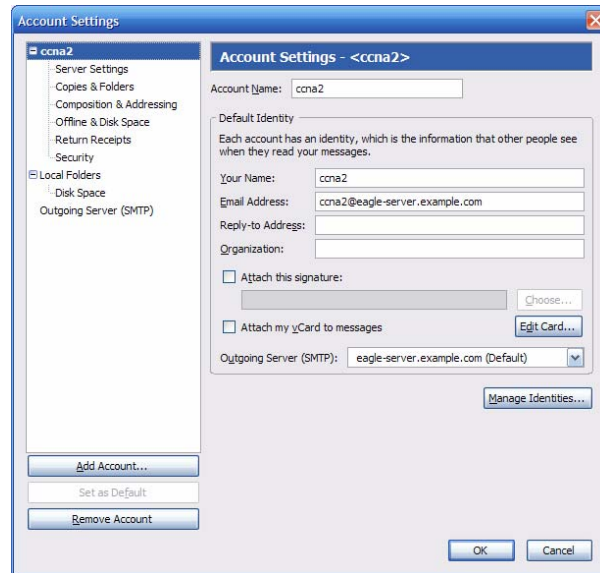 Account Settings
ccna2
Server Settings
Copies & Folders
Composition & Addressing
Offline & Disk Space
Return Receipts
Security
Local Folders
Disk Space
Outgoing Server (SMTP)
Add Account...
Set as Default
Remove Account
Account Settings - <ccna2>
Account Name: ccna2
Default Identity
Each account has an identity, which is the information that other people see
when they read your messages.
Your Name: ccna2
Email Address: ccna2@eagle-server.example.com
Reply-to Address:
Organization:
Attach this signature:
Choose...
Attach my vCard to messages
Edit Card...
Outgoing Server (SMTP): eagle-server.example.com (Default)
Manage Identities...
OK
Cancel